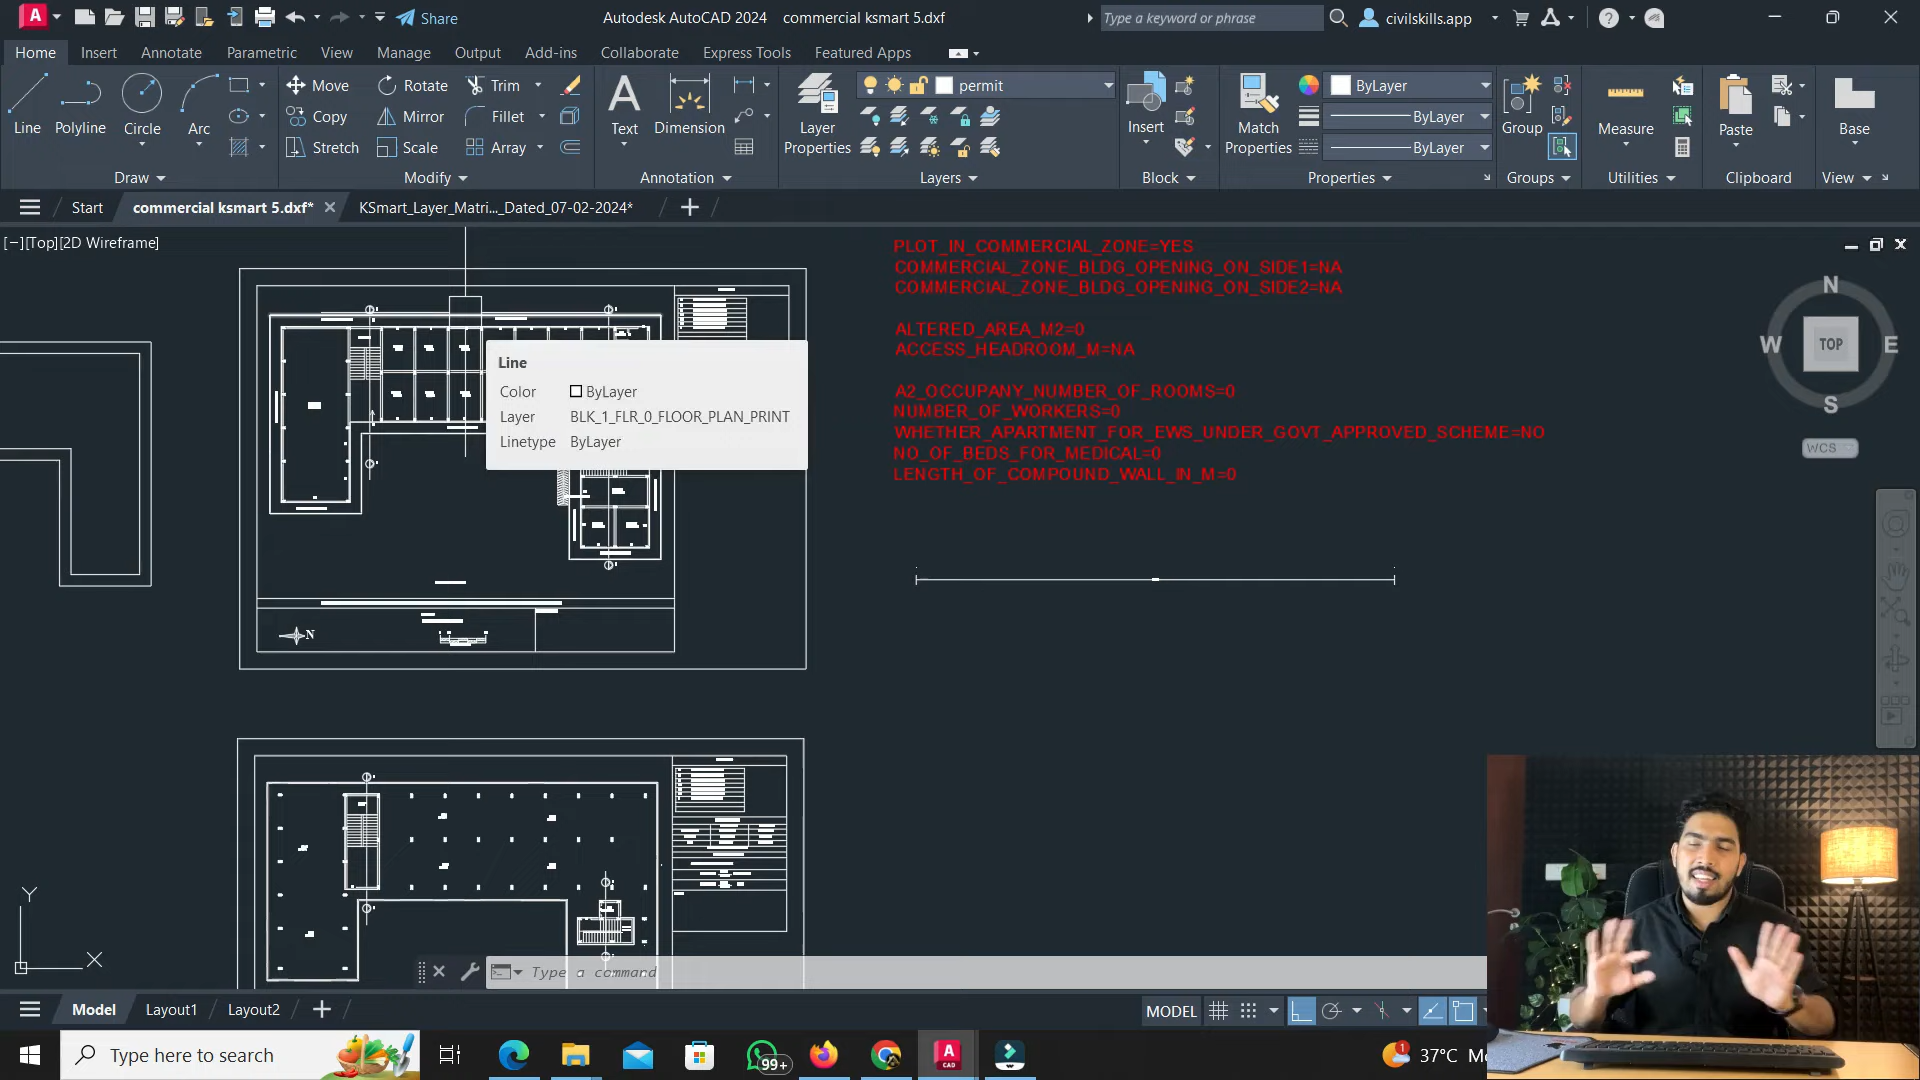 Share
Autodesk AutoCAD 2024 commercial ksmart 5.dxf
Type a keyword or phrase
civilskills.app
Home Insert Annotate Parametric View Manage Output Add-ins Collaborate Express Tools Featured Apps
Line
Polyline
Circle
Arc
Move
Rotate
Trim
Copy
Mirror
Fillet
Stretch
Scale
Array
Text
Dimension
Layer
Properties
permit
Insert
Match
Properties
ByLayer
ByLayer
ByLayer
Group
Measure
Paste
Base
Draw
Modify
Annotation
Layers
Block
Properties
Groups
Utilities
Clipboard
View
Start
commercial ksmart 5.dxf*
KSmart_Layer_Matri..._Dated_07-02-2024*
[−][Top][2D Wireframe]
PLOT_IN_COMMERCIAL_ZONE=YES
COMMERCIAL_ZONE_BLDG_OPENING_ON_SIDE1=NA
COMMERCIAL_ZONE_BLDG_OPENING_ON_SIDE2=NA
ALTERED_AREA_M2=0
ACCESS_HEADROOM_M=NA
A2_OCCUPANY_NUMBER_OF_ROOMS=0
NUMBER_OF_WORKERS=0
WHETHER_APARTMENT_FOR_EWS_UNDER_GOVT_APPROVED_SCHEME=NO
NO_OF_BEDS_FOR_MEDICAL=0
LENGTH_OF_COMPOUND_WALL_IN_M=0
Line
Color ByLayer
Layer BLK_1_FLR_0_FLOOR_PLAN_PRINT
Linetype ByLayer
N
W
TOP
E
S
WCS
N
Y
X
Type a command
Model Layout1 Layout2
MODEL
Type here to search
99+
CAD
1
37°C